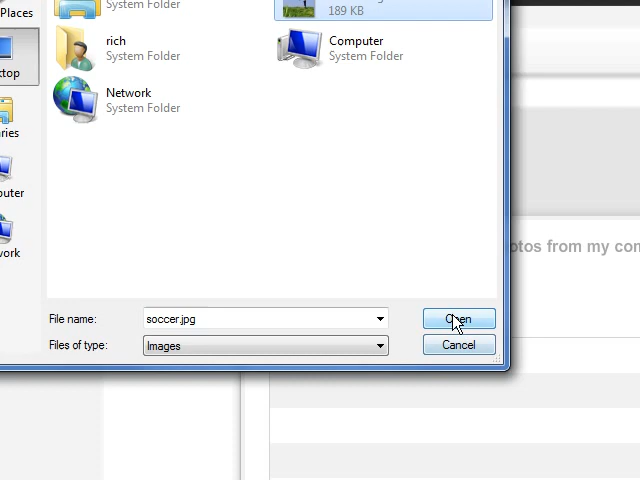 Places
System Folder
189 KB
rich
System Folder
Computer
System Folder
Network
System Folder
File name:
soccer.jpg
Open
Files of type:
Images
Cancel